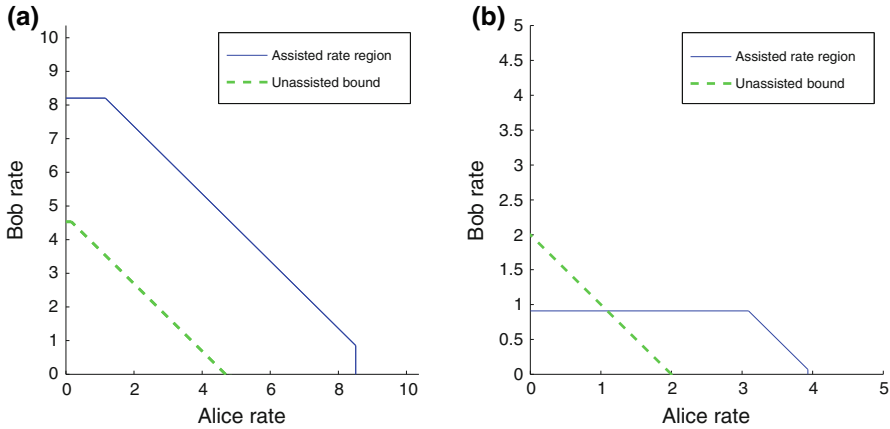 (a)
10
9
8
7
6
5
4
3
2
1
0
Bob rate
Assisted rate region
Unassisted bound
0 2 4 6 8 10
Alice rate
(b)
5
4.5
4
3.5
3
2.5
2
1.5
1
0.5
0
Bob rate
Assisted rate region
Unassisted bound
0 1 2 3 4 5
Alice rate